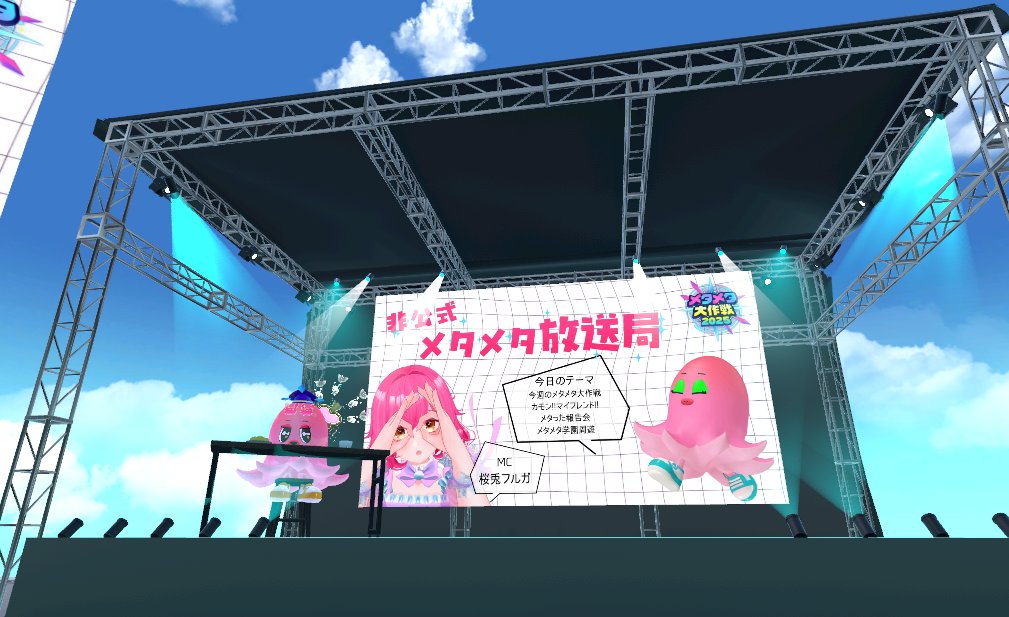 非公式
メタメタ放送局
メタメタ
大作戦
2025
今日のテーマ
今週のメタメタ大作戦
カモン!!マイフレンド!!
メタった報告会
メタメタ学園周遊
MC
桜兎フルガ